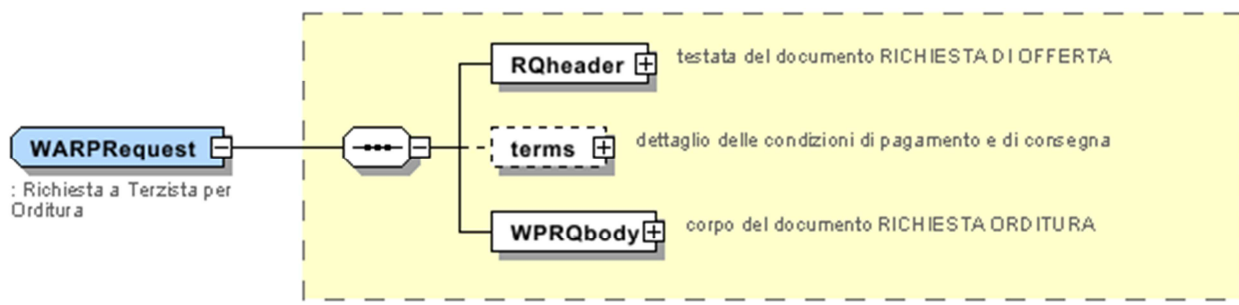 RQheader
testata del documento RICHIESTA DI OFFERTA
terms
dettaglio delle condizioni di pagamento e di consegna
WARPRequest
: Richiesta a Terzista per
Orditura
WPRQbody
corpo del documento RICHIESTA ORDITURA